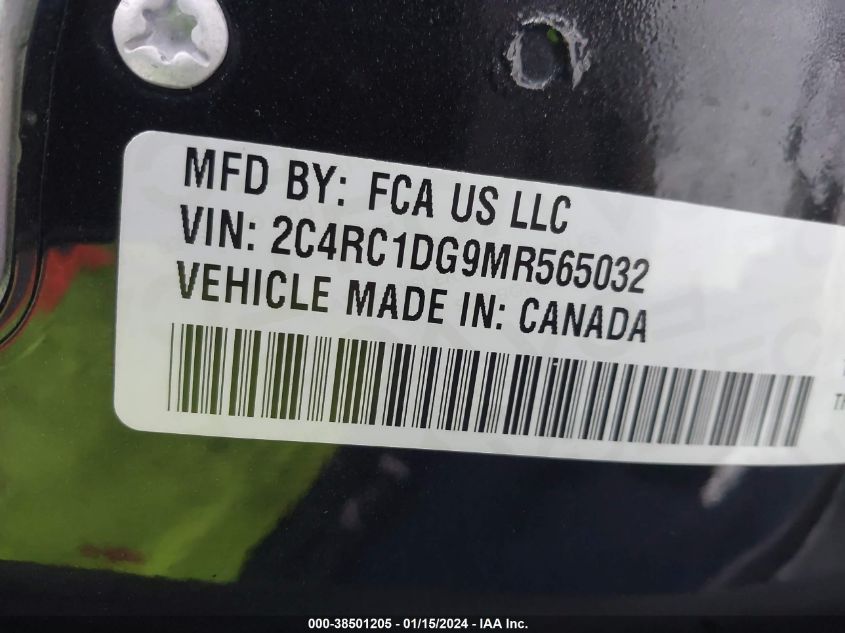 MFD BY: FCA US LLC
VIN: 2C4RC1DG9MR565032
VEHICLE MADE IN: CANADA
000-38501205 - 01/15/2024 - IAA Inc.